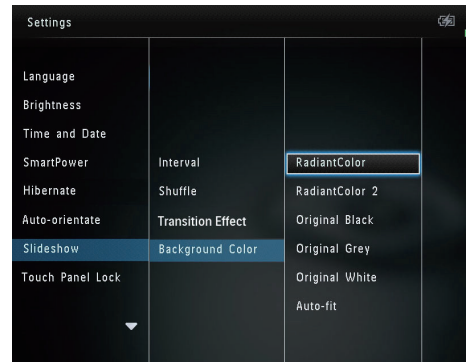 Settings
Language
Brightness
Time and Date
SmartPower
Hibernate
Auto-orientate
Slideshow
Touch Panel Lock
Interval
Shuffle
Transition Effect
Background Color
RadiantColor
RadiantColor 2
Original Black
Original Grey
Original White
Auto-fit